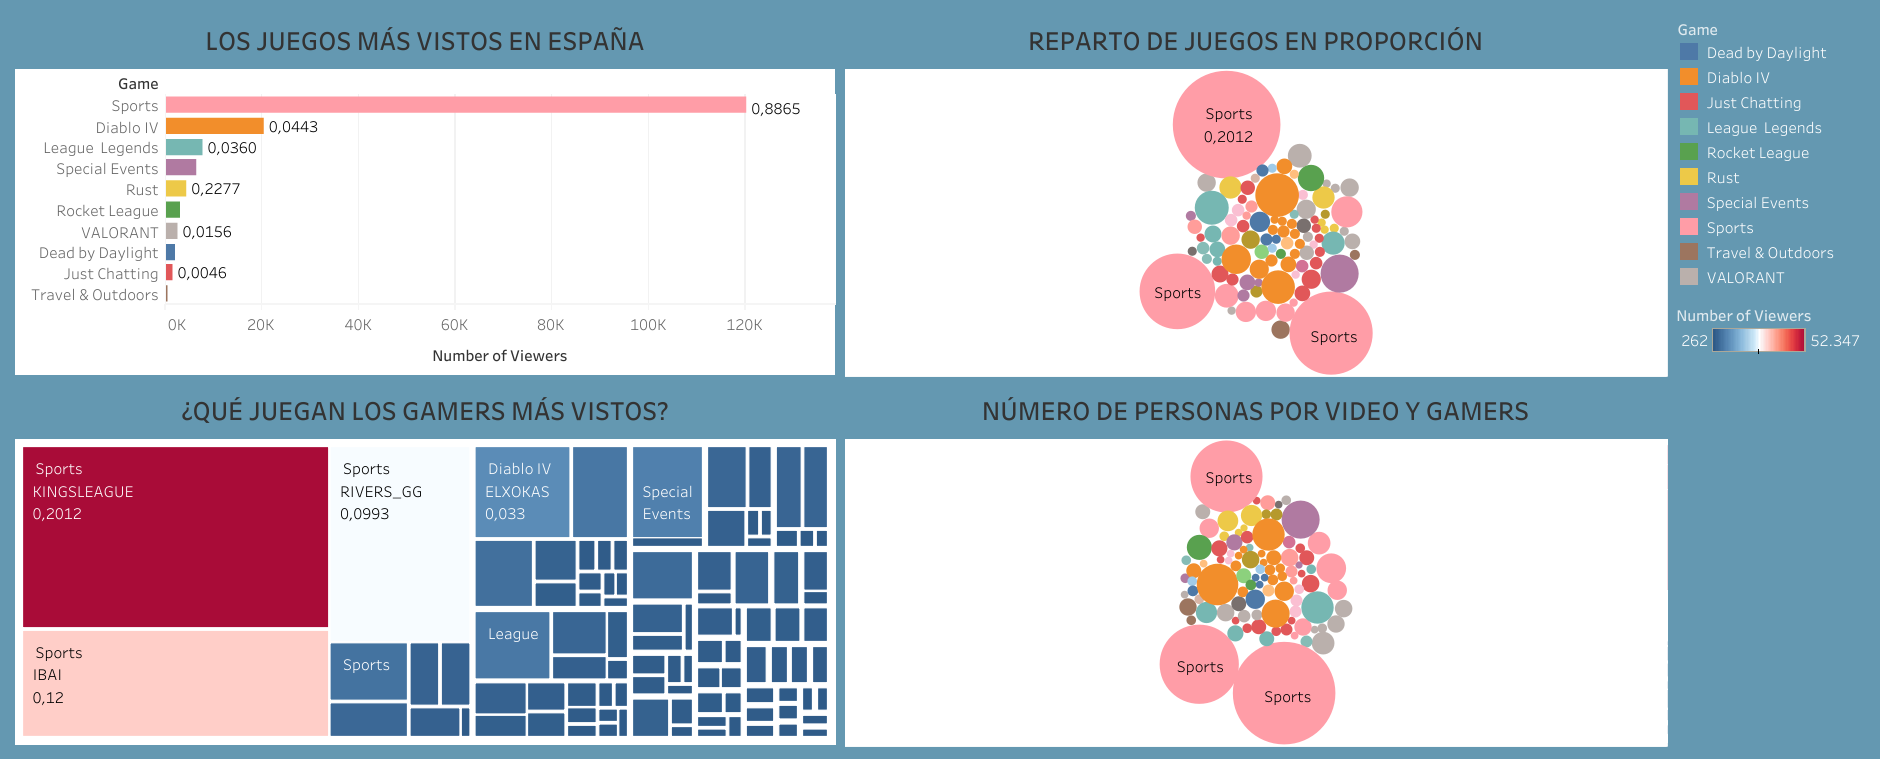 LOS JUEGOS MÁS VISTOS EN ESPAÑA
Game
Sports
0,8865
Diablo IV
0,0443
League Legends
0,0360
Special Events
Rust
0,2277
Rocket League
VALORANT
0,0156
Dead by Daylight
Just Chatting
0,0046
Travel & Outdoors
0K
20K
40K
60K
80K
100K
120K
Number of Viewers
REPARTO DE JUEGOS EN PROPORCIÓN
Sports
0,2012
Sports
Sports
Game
Dead by Daylight
Diablo IV
Just Chatting
League Legends
Rocket League
Rust
Special Events
Sports
Travel & Outdoors
VALORANT
Number of Viewers
262
52.347
¿QUÉ JUEGAN LOS GAMERS MÁS VISTOS?
Sports
KINGSLEAGUE
0,2012
Sports
IBAI
0,12
Sports
RIVERS_GG
0,0993
Sports
Diablo IV
ELXOKAS
0,033
League
Special
Events
NÚMERO DE PERSONAS POR VIDEO Y GAMERS
Sports
Sports
Sports